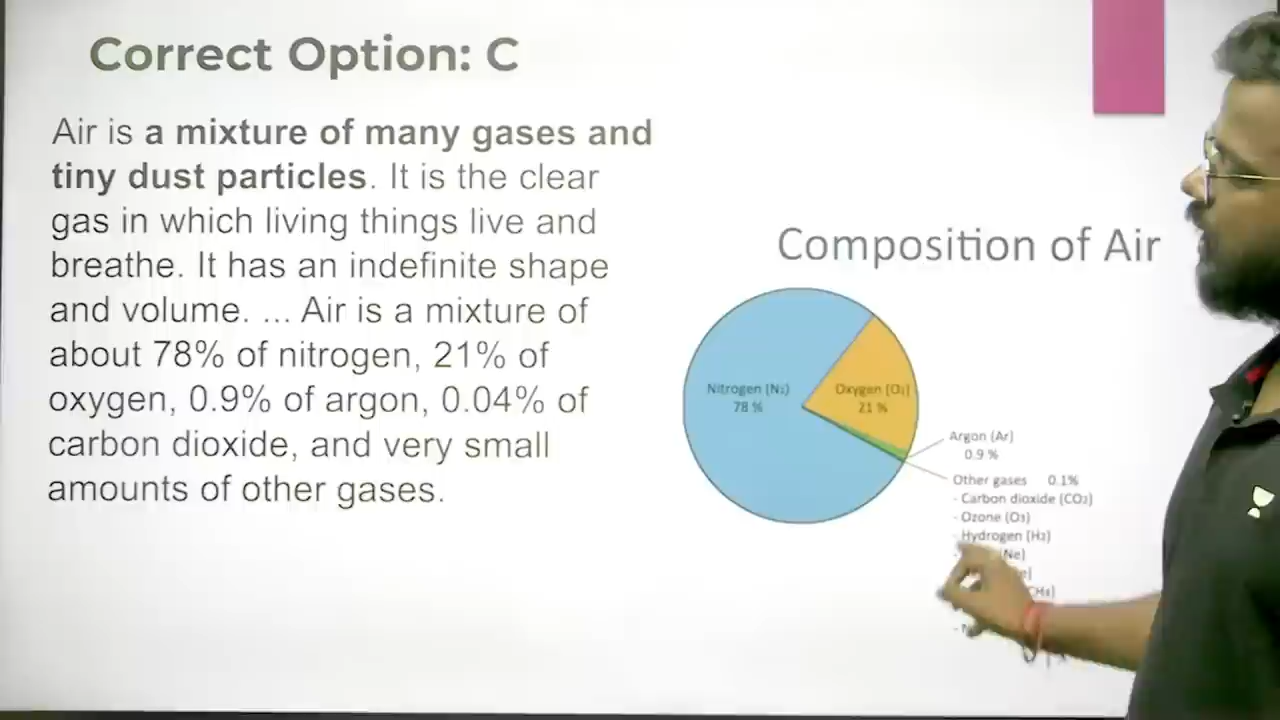 Correct Option: C
Air is a mixture of many gases and
tiny dust particles. It is the clear
gas in which living things live and
breathe. It has an indefinite shape
and volume. ... Air is a mixture of
about 78% of nitrogen, 21% of
oxygen, 0.9% of argon, 0.04% of
carbon dioxide, and very small
amounts of other gases.
Composition of Air
Nitrogen (N₂)
78 %
Oxygen (O₂)
21 %
Argon (Ar)
0.9 %
Other gases 0.1%
- Carbon dioxide (CO₂)
- Ozone (O₃)
- Hydrogen (H₂)
(Ne)